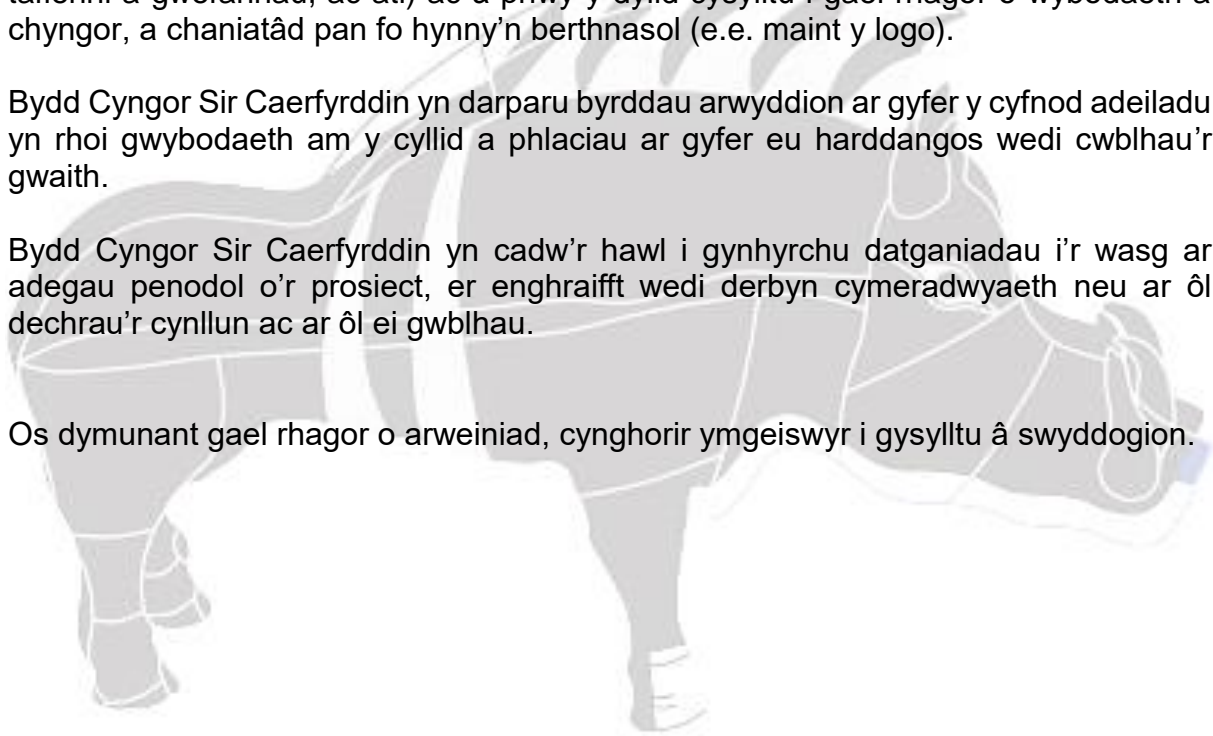 chyngor, a chaniatâd pan fo hynny’n berthnasol (e.e. maint y logo).
Bydd Cyngor Sir Caerfyrddin yn darparu byrddau arwyddion ar gyfer y cyfnod adeiladu
yn rhoi gwybodaeth am y cyllid a phlaciau ar gyfer eu harddangos wedi cwblhau’r
gwaith.
Bydd Cyngor Sir Caerfyrddin yn cadw’r hawl i gynhyrchu datganiadau i’r wasg ar
adegau penodol o’r prosiect, er enghraifft wedi derbyn cymeradwyaeth neu ar ôl
dechrau’r cynllun ac ar ôl ei gwblhau.
Os dymunant gael rhagor o arweiniad, cynghorir ymgeiswyr i gysylltu â swyddogion.